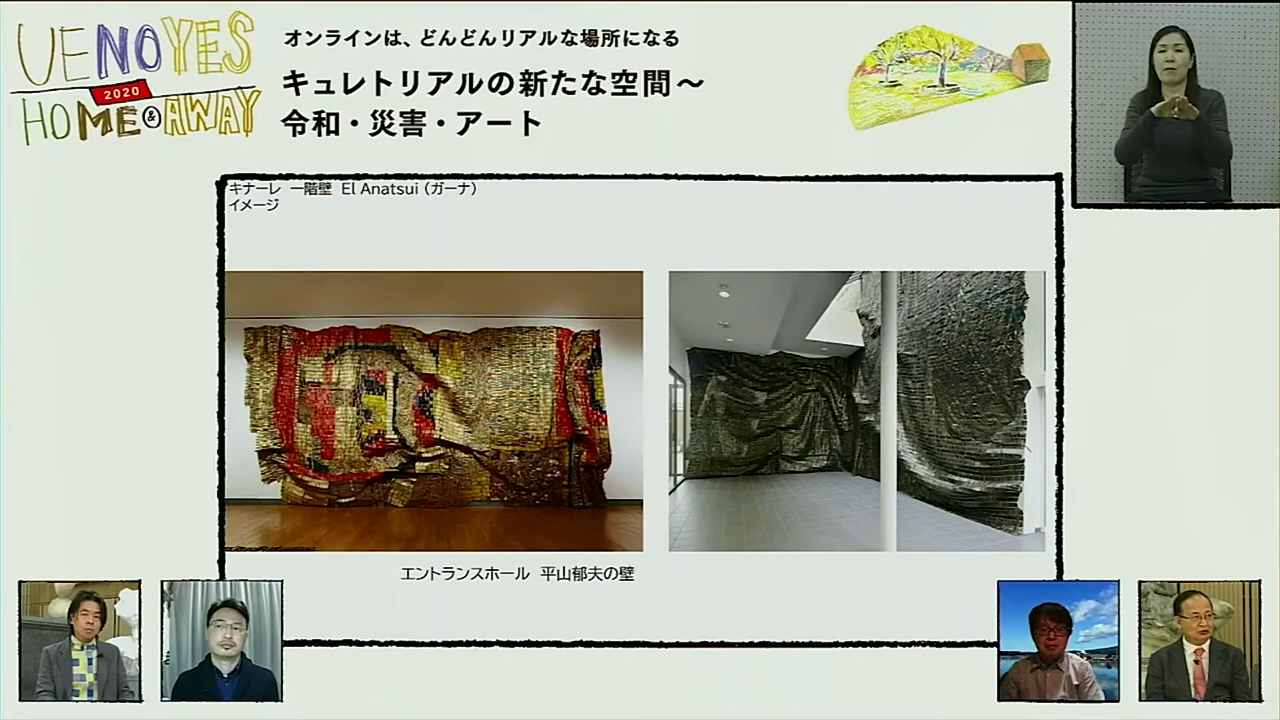 UENOYES
2020
HOME & AWAY
オンラインは、どんどんリアルな場所になる
キュレトリアルの新たな空間～
令和・災害・アート
キナーレ 一階壁 El Anatsui（ガーナ）
イメージ
エントランスホール 平山郁夫の壁